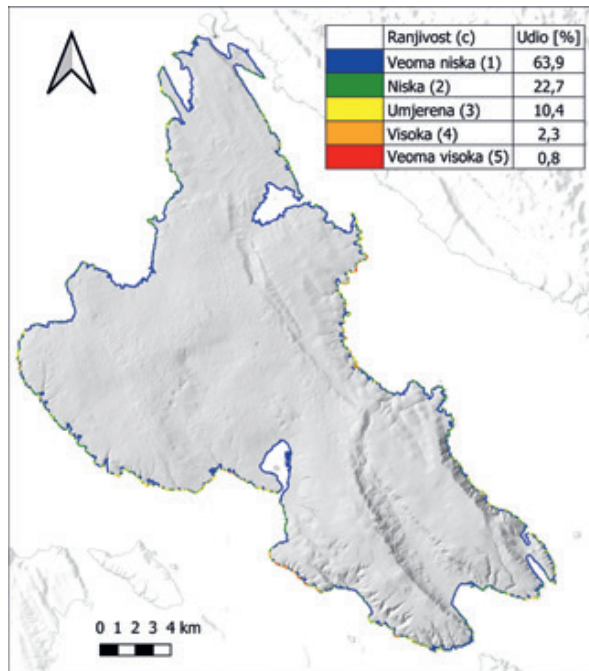 Ranjivost (c) Udio [%]
Veoma niska (1) 63,9
Niska (2) 22,7
Umjerena (3) 10,4
Visoka (4) 2,3
Veoma visoka (5) 0,8
0 1 2 3 4 km